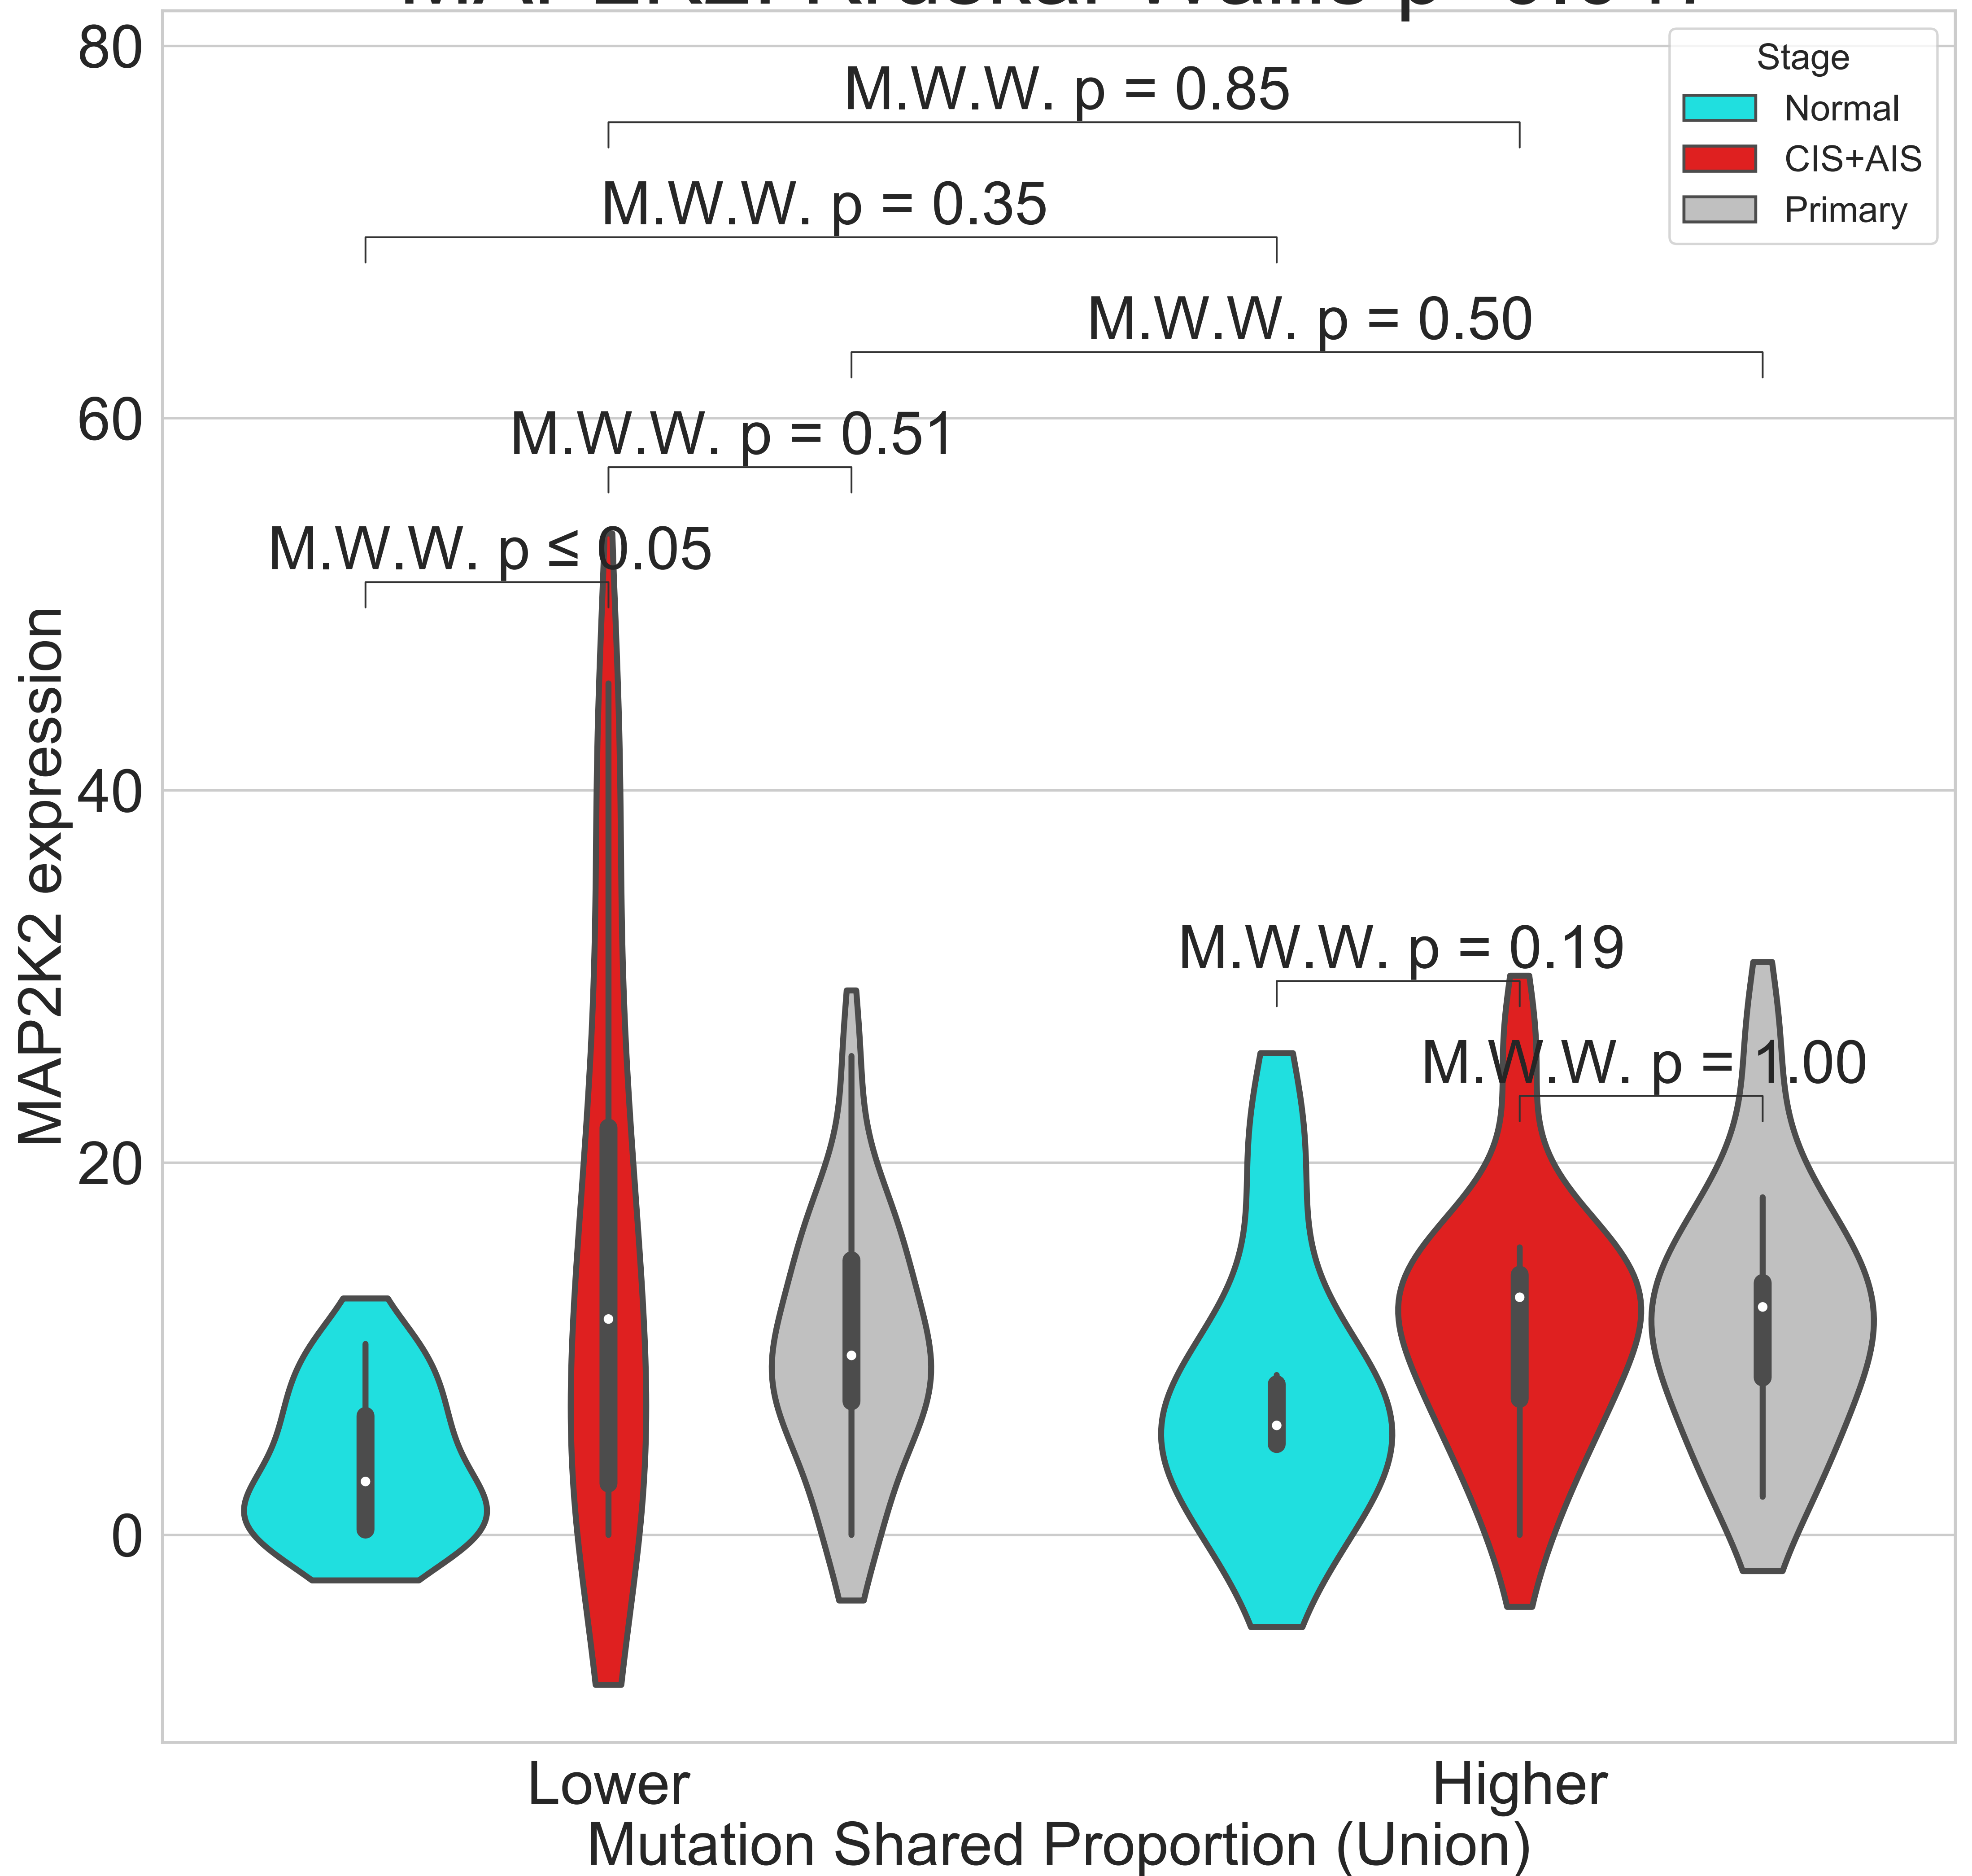 80
Stage
Normal
CIS+AIS
Primary
M.W.W. p = 0.85
M.W.W. p = 0.35
M.W.W. p = 0.50
60
M.W.W. p = 0.51
M.W.W. p ≤ 0.05
MAP2K2 expression
40
M.W.W. p = 0.19
M.W.W. p = 1.00
20
0
Lower
Higher
Mutation Shared Proportion (Union)